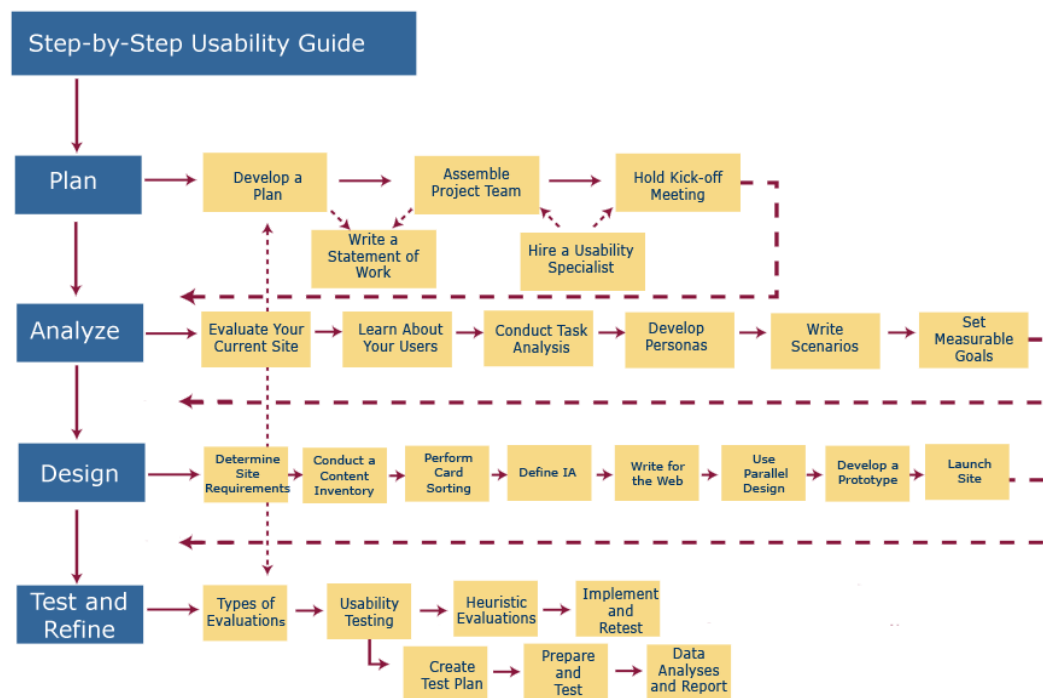 Step-by-Step Usability Guide
Plan
Develop a
Plan
Assemble
Project Team
Hold Kick-off
Meeting
Write a
Statement of
Work
Hire a Usability
Specialist
Analyze
Evaluate Your
Current Site
Learn About
Your Users
Conduct Task
Analysis
Develop
Personas
Write
Scenarios
Set
Measurable
Goals
Design
Determine
Site
Requirements
Conduct a
Content
Inventory
Perform
Card
Sorting
Define IA
Write for
the Web
Use
Parallel
Design
Develop a
Prototype
Launch
Site
Test and
Refine
Types of
Evaluations
Usability
Testing
Heuristic
Evaluations
Implement
and
Retest
Create
Test Plan
Prepare
and
Test
Data
Analyses
and Report